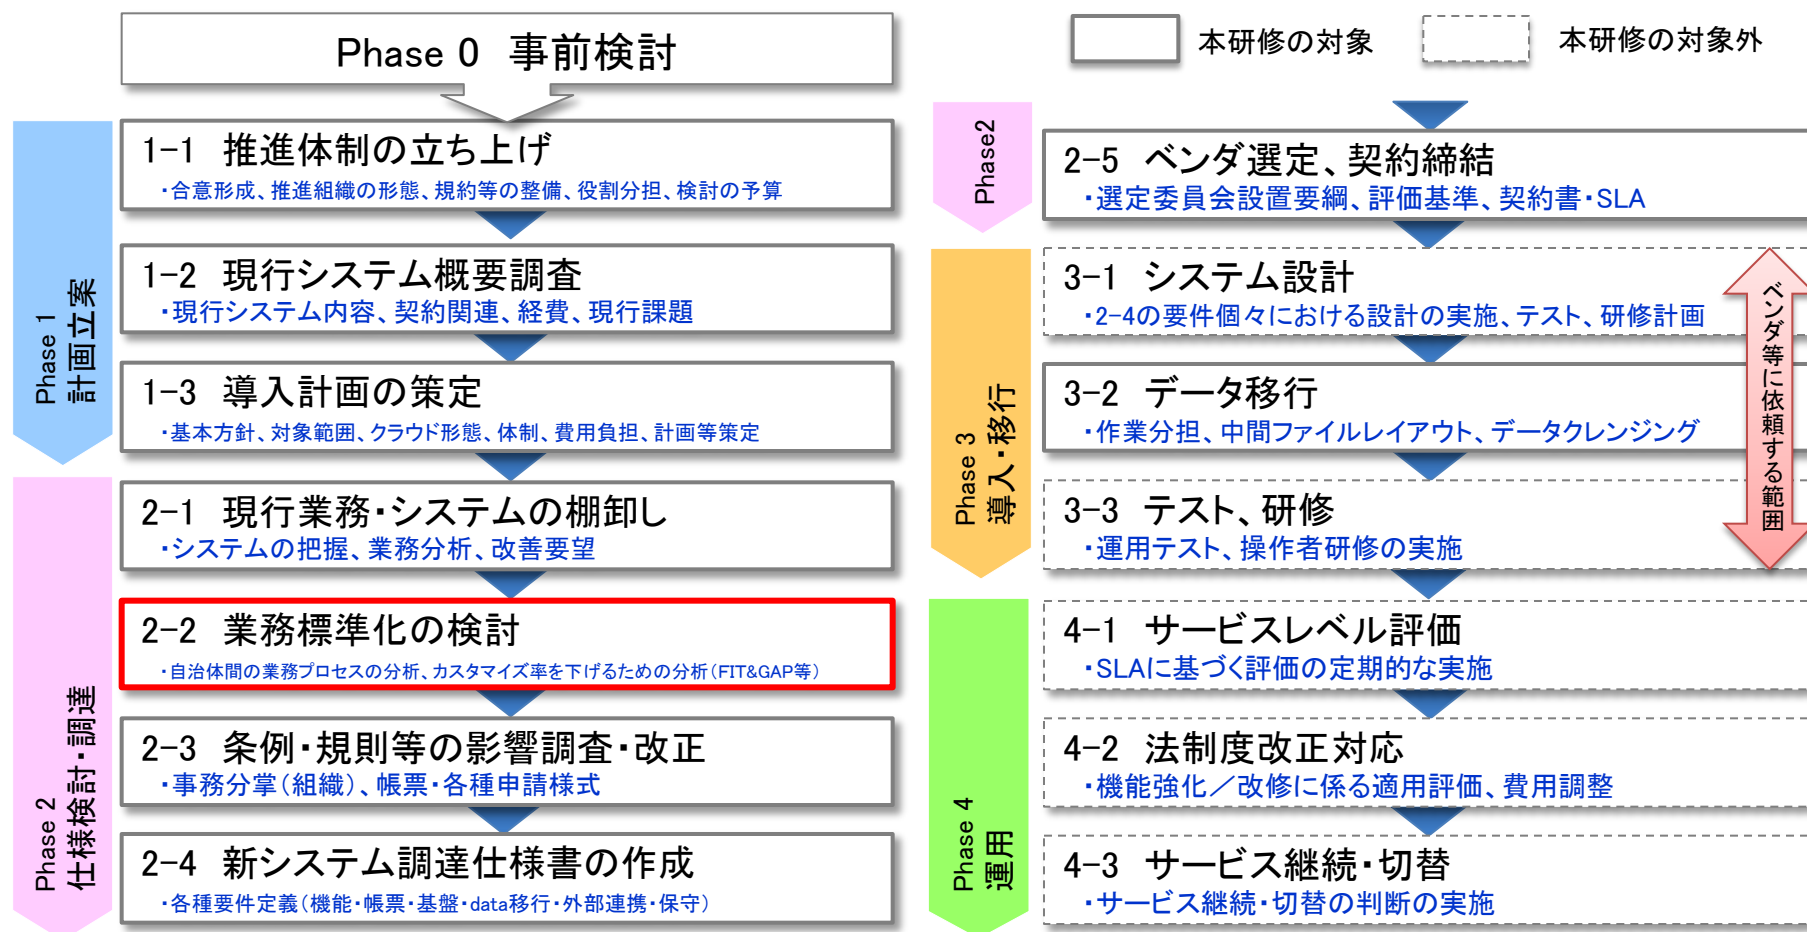 Phase 0 事前検討
Phase 1
計画立案
1-1 推進体制の立ち上げ
・合意形成、推進組織の形態、規約等の整備、役割分担、検討の予算
1-2 現行システム概要調査
・現行システム内容、契約関連、経費、現行課題
1-3 導入計画の策定
・基本方針、対象範囲、クラウド形態、体制、費用負担、計画等策定
Phase 2
仕様検討・調達
2-1 現行業務・システムの棚卸し
・システムの把握、業務分析、改善要望
2-2 業務標準化の検討
・自治体間の業務プロセスの分析、カスタマイズ率を下げるための分析(FIT&GAP等)
2-3 条例・規則等の影響調査・改正
・事務分掌(組織)、帳票・各種申請様式
2-4 新システム調達仕様書の作成
・各種要件定義(機能・帳票・基盤・data移行・外部連携・保守)
本研修の対象
本研修の対象外
Phase2
2-5 ベンダ選定、契約締結
・選定委員会設置要綱、評価基準、契約書・SLA
Phase 3
導入・移行
3-1 システム設計
・2-4の要件個々における設計の実施、テスト、研修計画
3-2 データ移行
・作業分担、中間ファイルレイアウト、データクレンジング
3-3 テスト、研修
・運用テスト、操作者研修の実施
ベンダ等に依頼する範囲
Phase 4
運用
4-1 サービスレベル評価
・SLAに基づく評価の定期的な実施
4-2 法制度改正対応
・機能強化/改修に係る適用評価、費用調整
4-3 サービス継続・切替
・サービス継続・切替の判断の実施